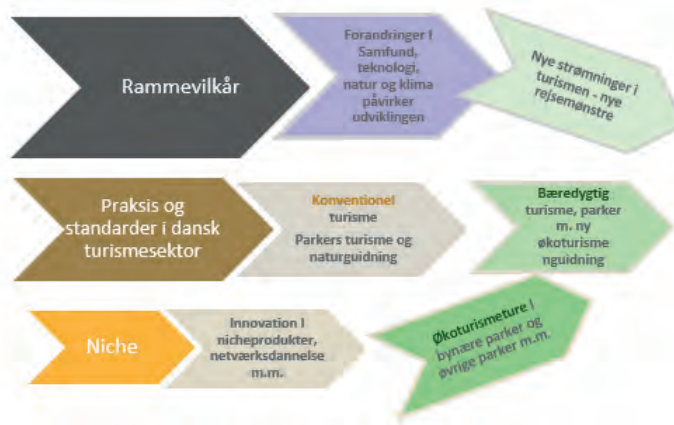 Rammevilkår
Forandringer I
Samfund,
teknologi,
natur og klima
påvirker
udviklingen
Nye strømninger i
turismen - nye
rejsemønstre
Praksis og
standarder i dansk
turismesektor
Konventionel
turisme
Parkers turisme og
naturguidning
Bæredygtig
turisme, parker
m. ny
økoturisme
nguidning
Niche
Innovation I
nicheprodukter,
netværksdannelse
m.m.
Økoturismeture I
bynære parker og
øvrige parker m.m.